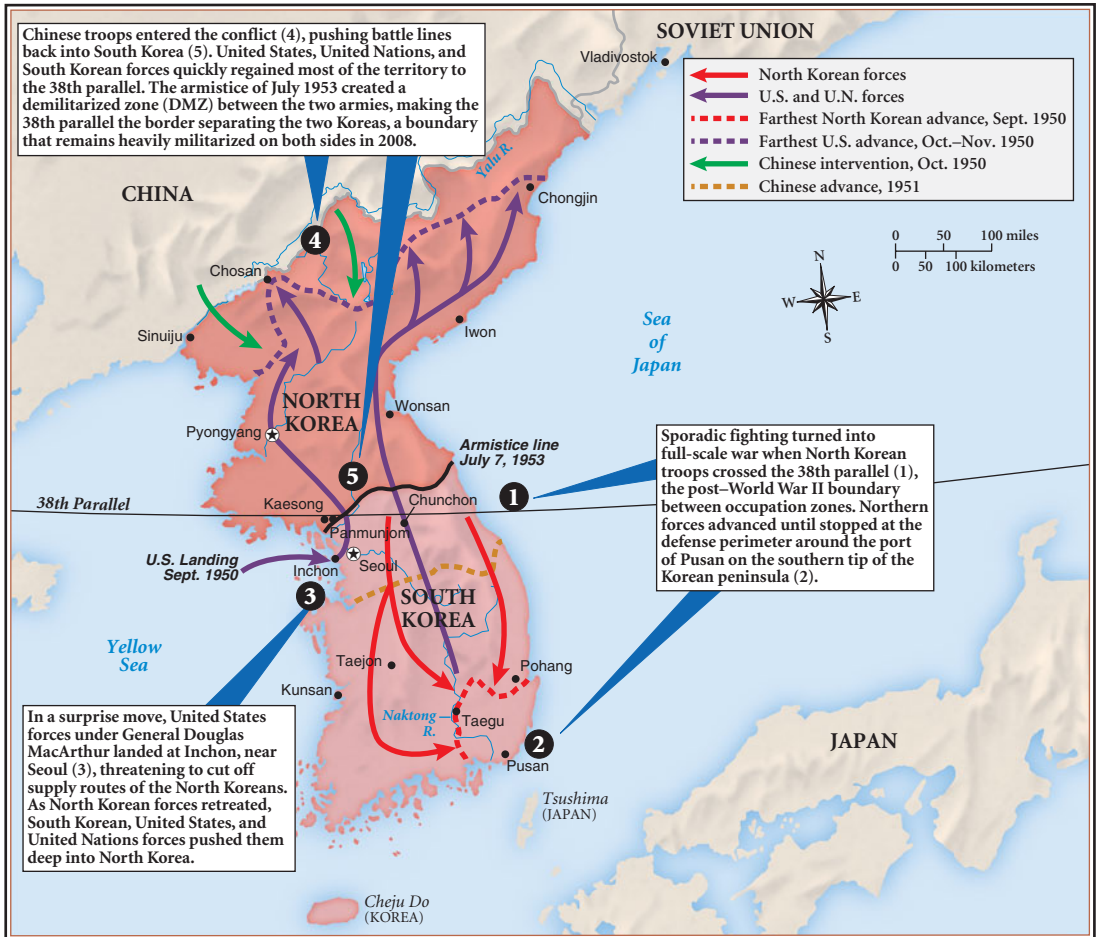 Chinese troops entered the conflict (4), pushing battle lines
back into South Korea (5). United States, United Nations, and
South Korean forces quickly regained most of the territory to
the 38th parallel. The armistice of July 1953 created a
demilitarized zone (DMZ) between the two armies, making the
38th parallel the border separating the two Koreas, a boundary
that remains heavily militarized on both sides in 2008.
SOVIET UNION
Vladivostok
North Korean forces
U.S. and U.N. forces
Farthest North Korean advance, Sept. 1950
Farthest U.S. advance, Oct.–Nov. 1950
Chinese intervention, Oct. 1950
Chinese advance, 1951
0 50 100 miles
0 50 100 kilometers
N
W
E
S
CHINA
Yalu R.
Chongjin
4
Chosan
Sinuiju
Iwon
Sea
of
Japan
NORTH
KOREA
Wonsan
Pyongyang
Armistice line
July 7, 1953
5
1
Sporadic fighting turned into
full-scale war when North Korean
troops crossed the 38th parallel (1),
the post–World War II boundary
between occupation zones. Northern
forces advanced until stopped at the
defense perimeter around the port
of Pusan on the southern tip of the
Korean peninsula (2).
38th Parallel
Kaesong
Chunchon
Panmunjom
U.S. Landing
Sept. 1950
Inchon
Seoul
3
SOUTH
KOREA
Yellow
Sea
Taejon
Pohang
Kunsan
Naktong
R.
Taegu
2
Pusan
JAPAN
In a surprise move, United States
forces under General Douglas
MacArthur landed at Inchon, near
Seoul (3), threatening to cut off
supply routes of the North Koreans.
As North Korean forces retreated,
South Korean, United States, and
United Nations forces pushed them
deep into North Korea.
Tsushima
(JAPAN)
Cheju Do
(KOREA)